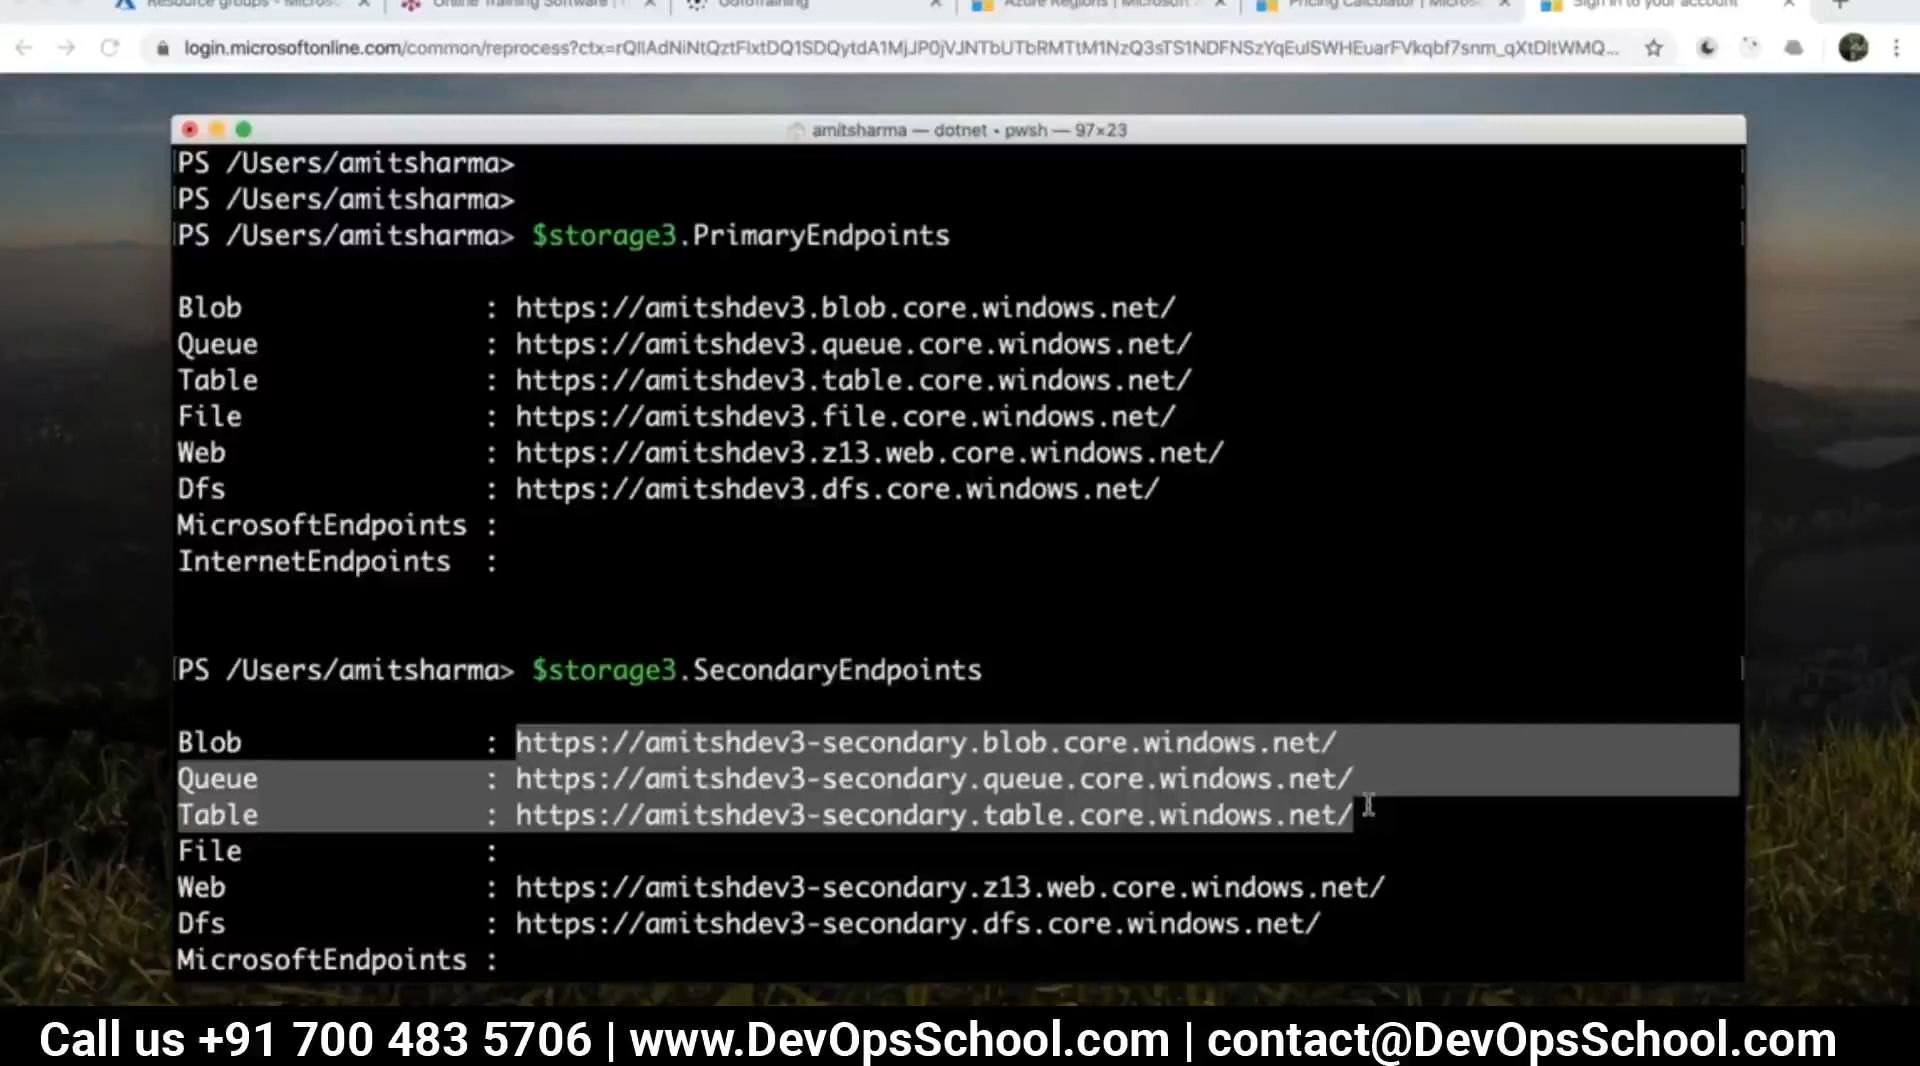 login.microsoftonline.com/common/reprocess?ctx=
amitsharma — dotnet • pwsh — 97×23
PS /Users/amitsharma>
PS /Users/amitsharma>
PS /Users/amitsharma> $storage3.PrimaryEndpoints
Blob : https://amitshdev3.blob.core.windows.net/
Queue : https://amitshdev3.queue.core.windows.net/
Table : https://amitshdev3.table.core.windows.net/
File : https://amitshdev3.file.core.windows.net/
Web : https://amitshdev3.z13.web.core.windows.net/
Dfs : https://amitshdev3.dfs.core.windows.net/
MicrosoftEndpoints :
InternetEndpoints :
PS /Users/amitsharma> $storage3.SecondaryEndpoints
Blob : https://amitshdev3-secondary.blob.core.windows.net/
Queue : https://amitshdev3-secondary.queue.core.windows.net/
Table : https://amitshdev3-secondary.table.core.windows.net/
File :
Web : https://amitshdev3-secondary.z13.web.core.windows.net/
Dfs : https://amitshdev3-secondary.dfs.core.windows.net/
MicrosoftEndpoints :
Call us +91 700 483 5706 | www.DevOpsSchool.com | contact@DevOpsSchool.com